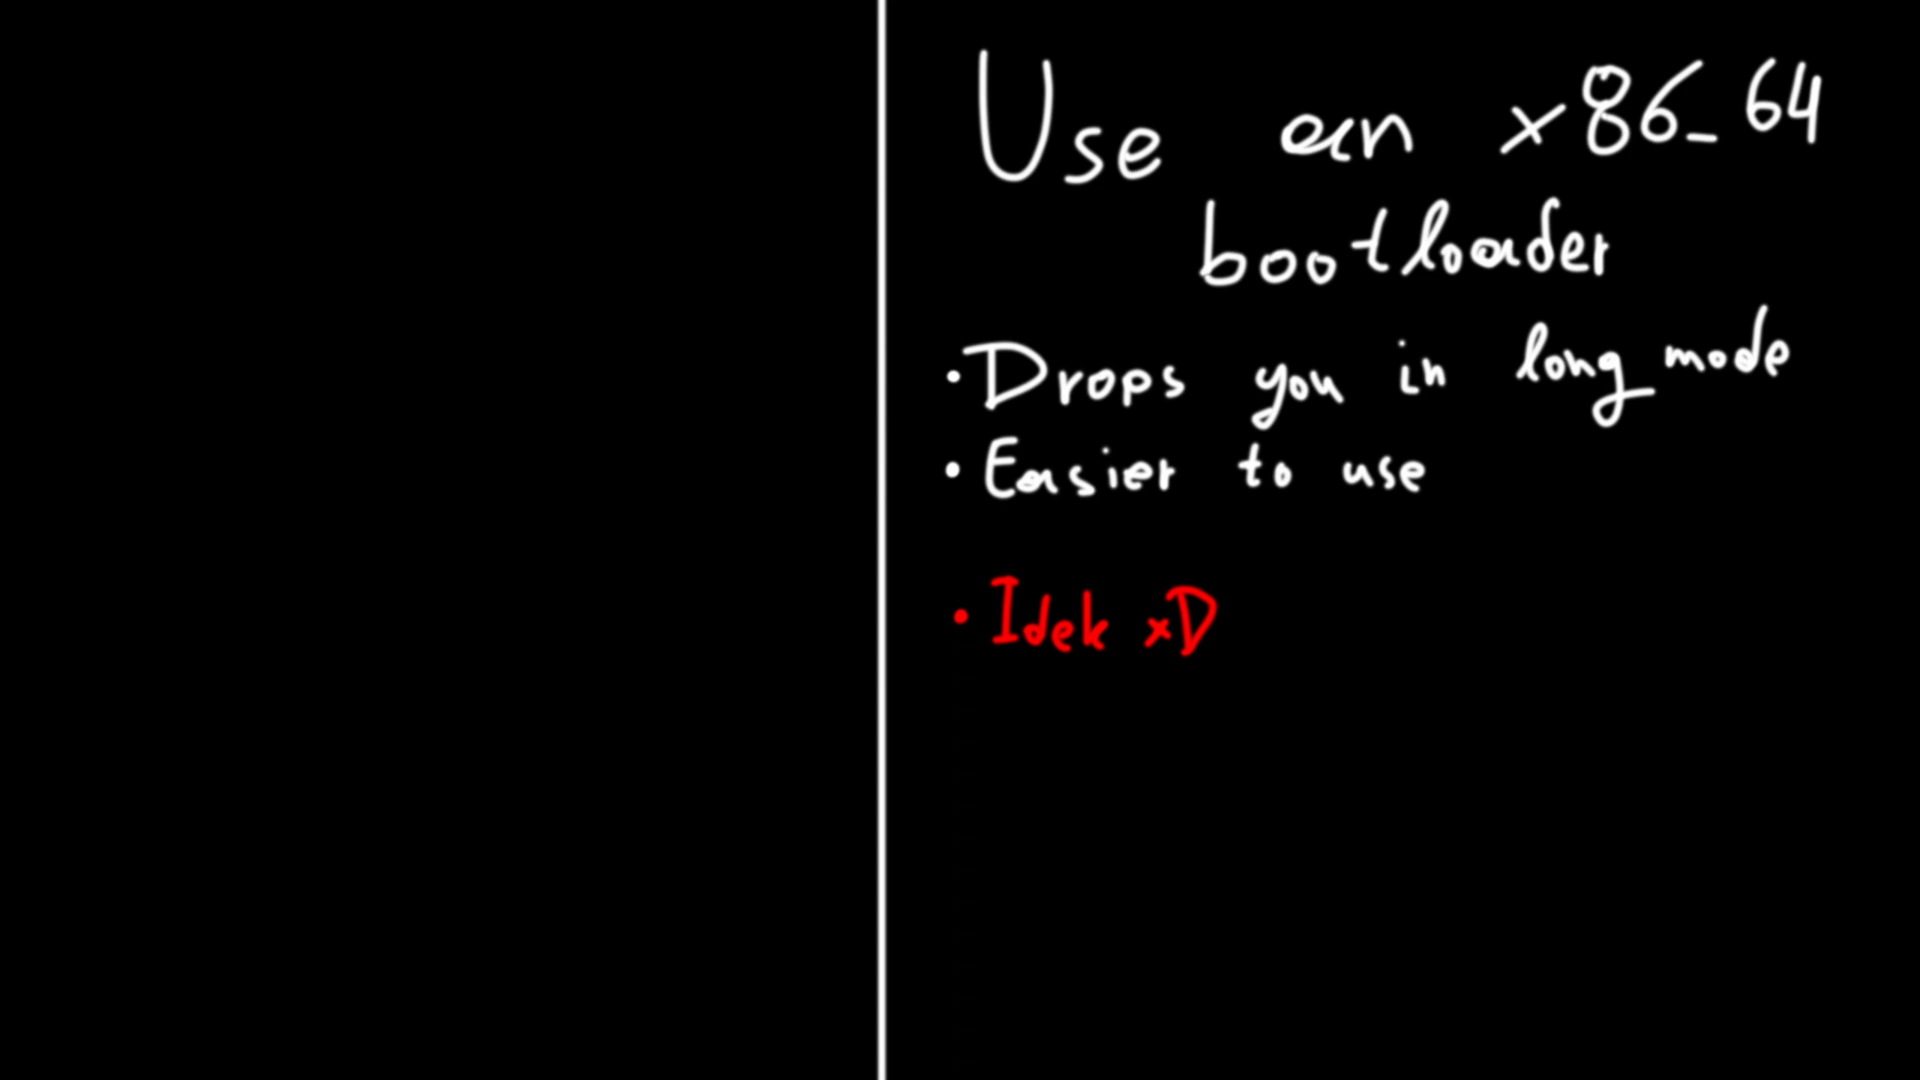 Use an x86_64
bootloader
• Drops you in long mode
• Easier to use
• Idek xD